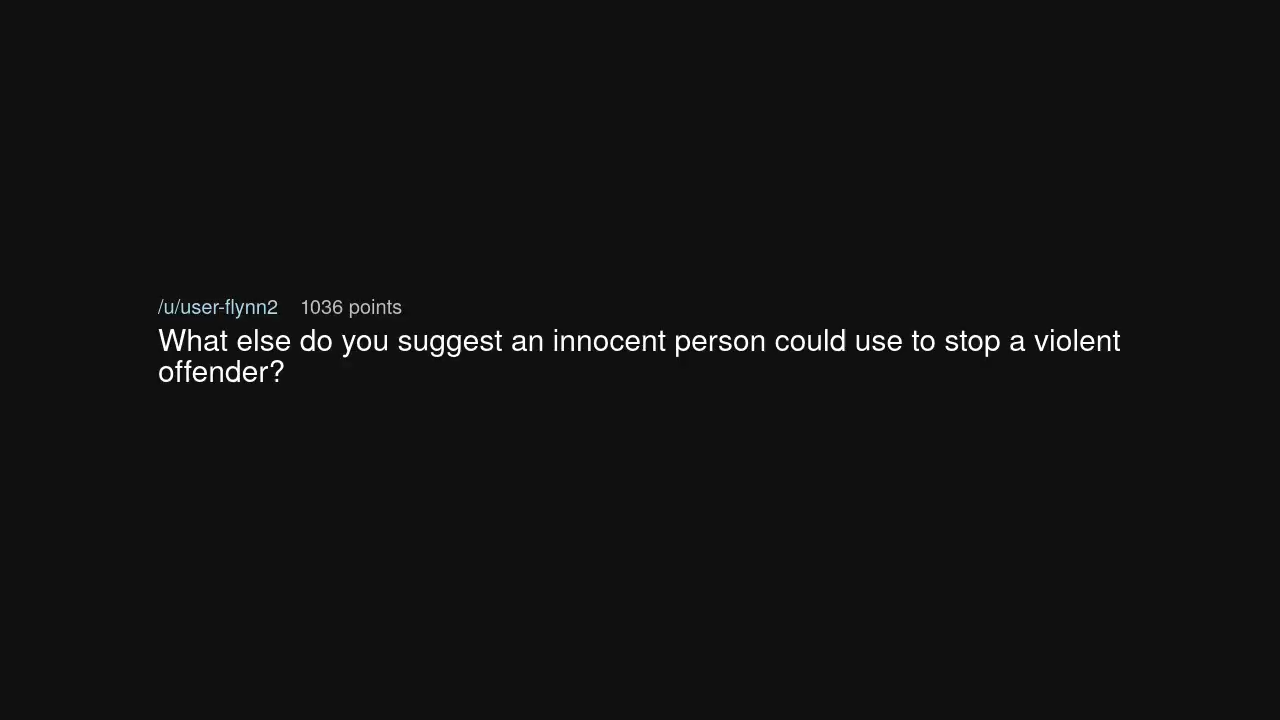 /u/user-flynn2 1036 points
What else do you suggest an innocent person could use to stop a violent
offender?